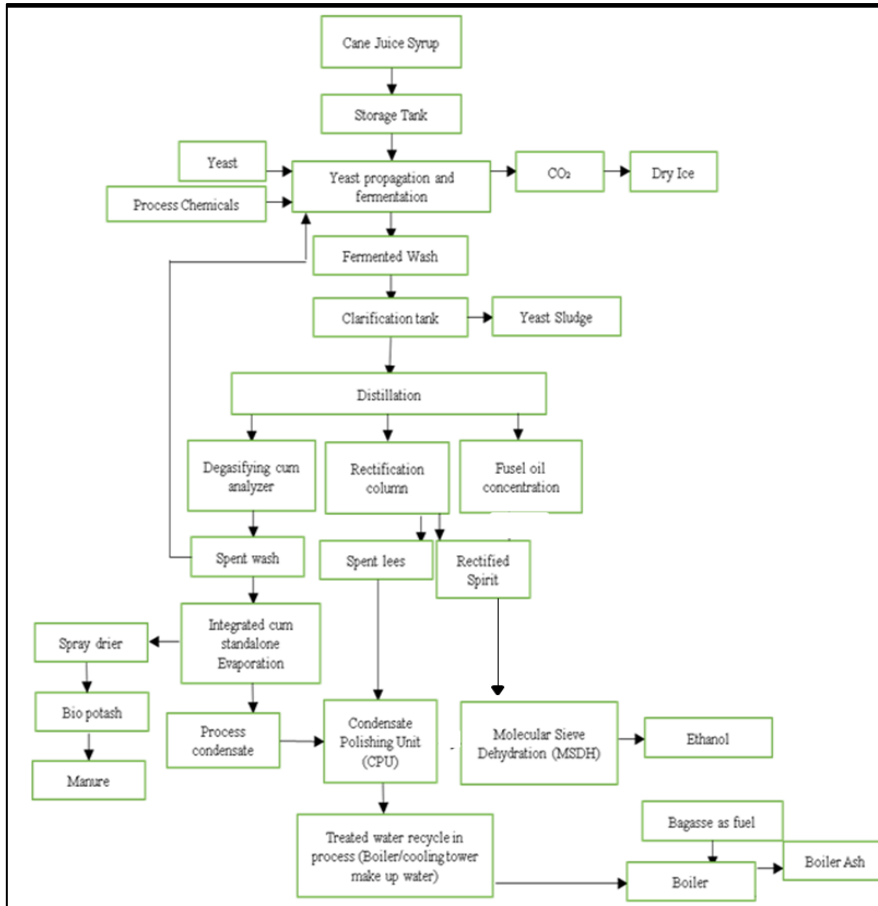 Cane Juice Syrup
Storage Tank
Yeast
Process Chemicals
Yeast propagation and
fermentation
CO₂
Dry Ice
Fermented Wash
Clarification tank
Yeast Sludge
Distillation
Degasifying cum
analyzer
Rectification
column
Fusel oil
concentration
Spent wash
Spent lees
Rectified
Spirit
Integrated cum
standalone
Evaporation
Spray drier
Bio potash
Manure
Process
condensate
Condensate
Polishing Unit
(CPU)
Molecular Sieve
Dehydration (MSDH)
Ethanol
Treated water recycle in
process (Boiler/cooling tower
make up water)
Bagasse as fuel
Boiler
Boiler Ash